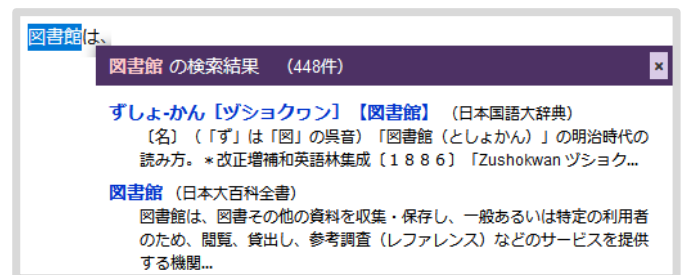 図書館は、
図書館 の検索結果 (448件) ×
ずしょ‐かん［ヅショクヮン］【図書館】 (日本国語大辞典)
〔名〕（「ず」は「図」の呉音）「図書館（としょかん）」の明治時代の
読み方。＊改正増補和英語林集成〔１８８６〕「Zushokwan ヅショク...
図書館 (日本大百科全書)
図書館は、図書その他の資料を収集・保存し、一般あるいは特定の利用者
のため、閲覧、貸出し、参考調査（レファレンス）などのサービスを提供
する機関...